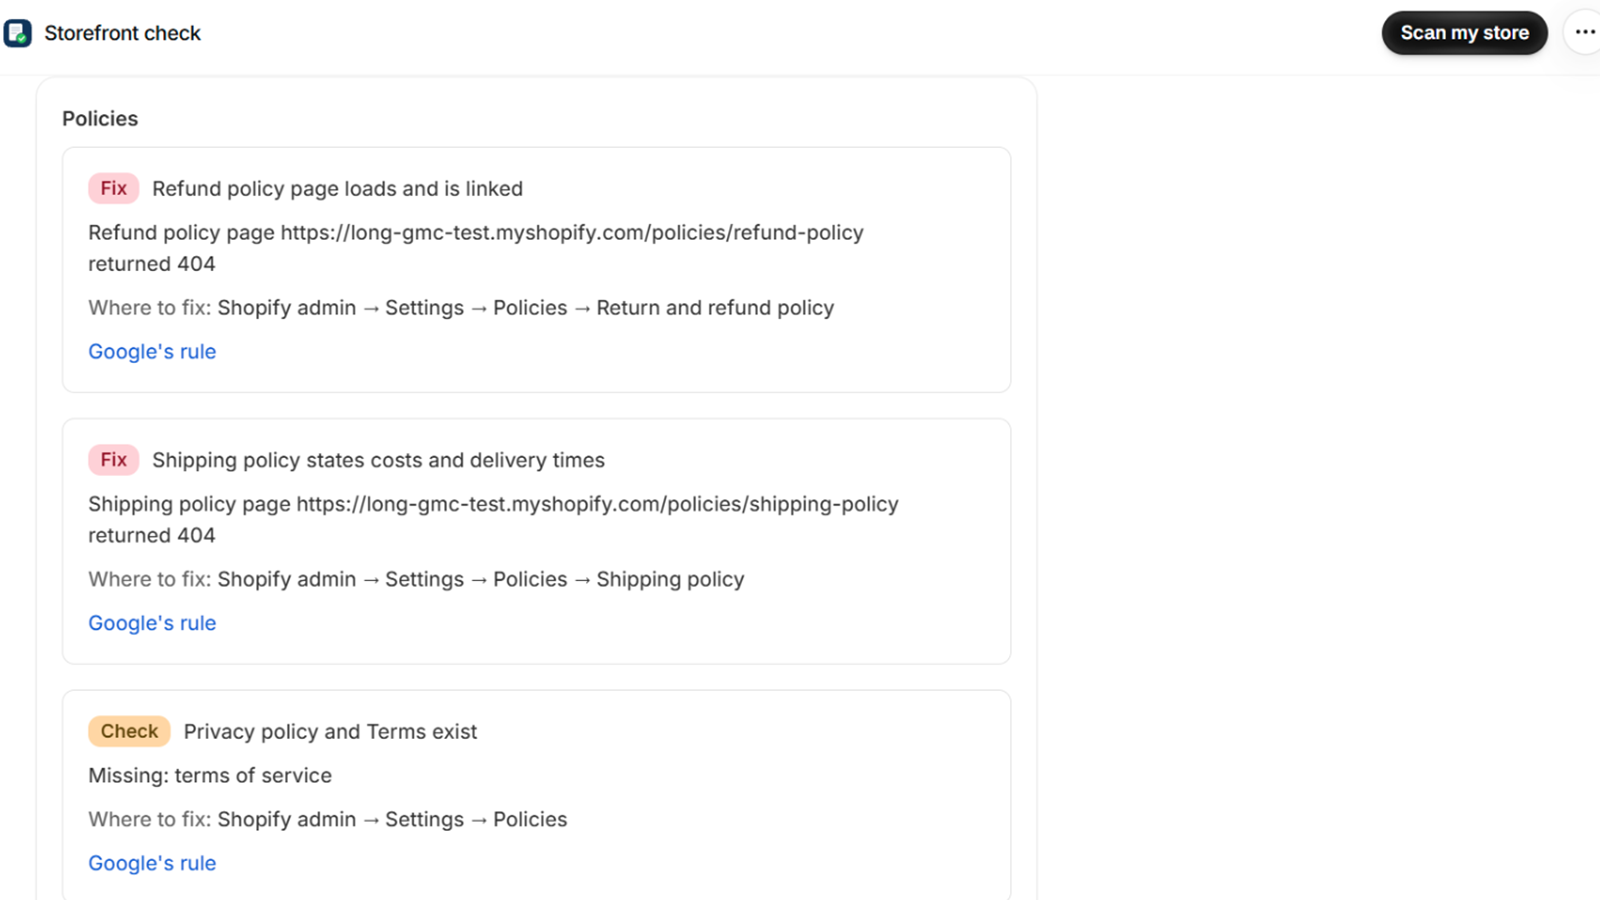 Storefront check
Scan my store
Policies
Fix Refund policy page loads and is linked
Refund policy page https://long-gmc-test.myshopify.com/policies/refund-policy
returned 404
Where to fix: Shopify admin → Settings → Policies → Return and refund policy
Google's rule
Fix Shipping policy states costs and delivery times
Shipping policy page https://long-gmc-test.myshopify.com/policies/shipping-policy
returned 404
Where to fix: Shopify admin → Settings → Policies → Shipping policy
Google's rule
Check Privacy policy and Terms exist
Missing: terms of service
Where to fix: Shopify admin → Settings → Policies
Google's rule